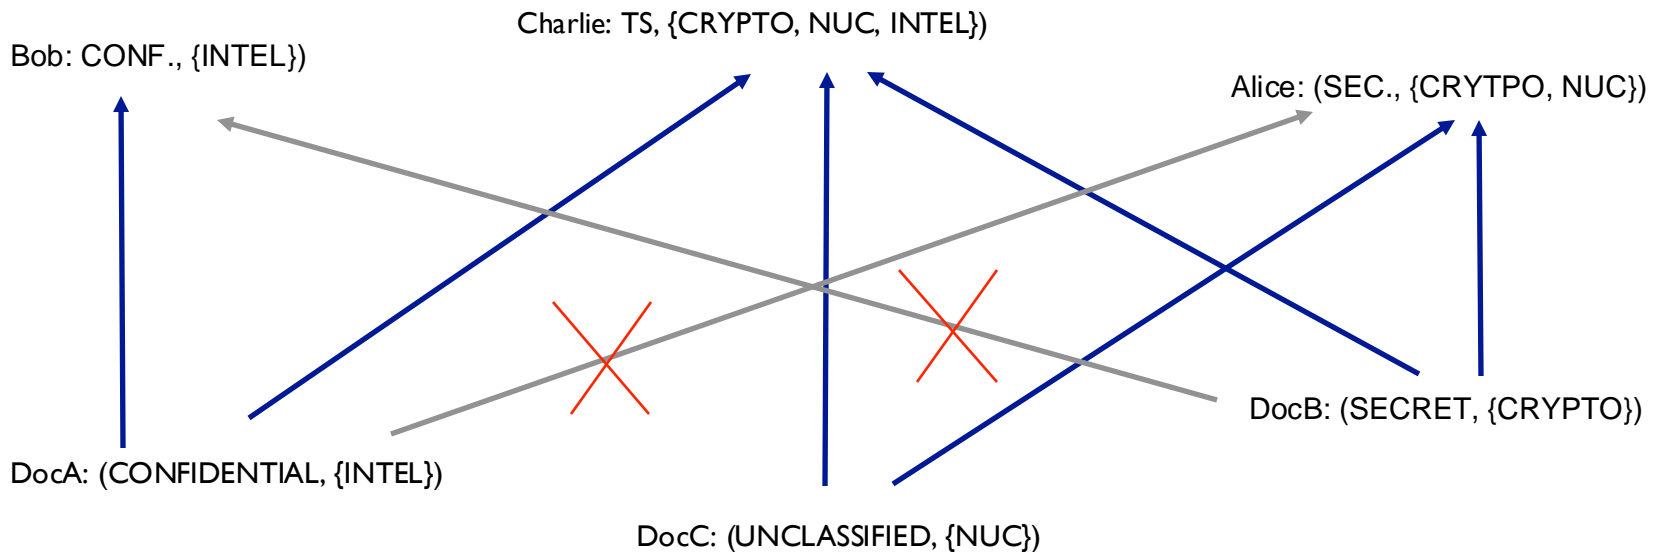 Charlie: TS, {CRYPTO, NUC, INTEL})
Bob: CONF., {INTEL})
Alice: (SEC., {CRYTPO, NUC})
DocB: (SECRET, {CRYPTO})
DocA: (CONFIDENTIAL, {INTEL})
DocC: (UNCLASSIFIED, {NUC})